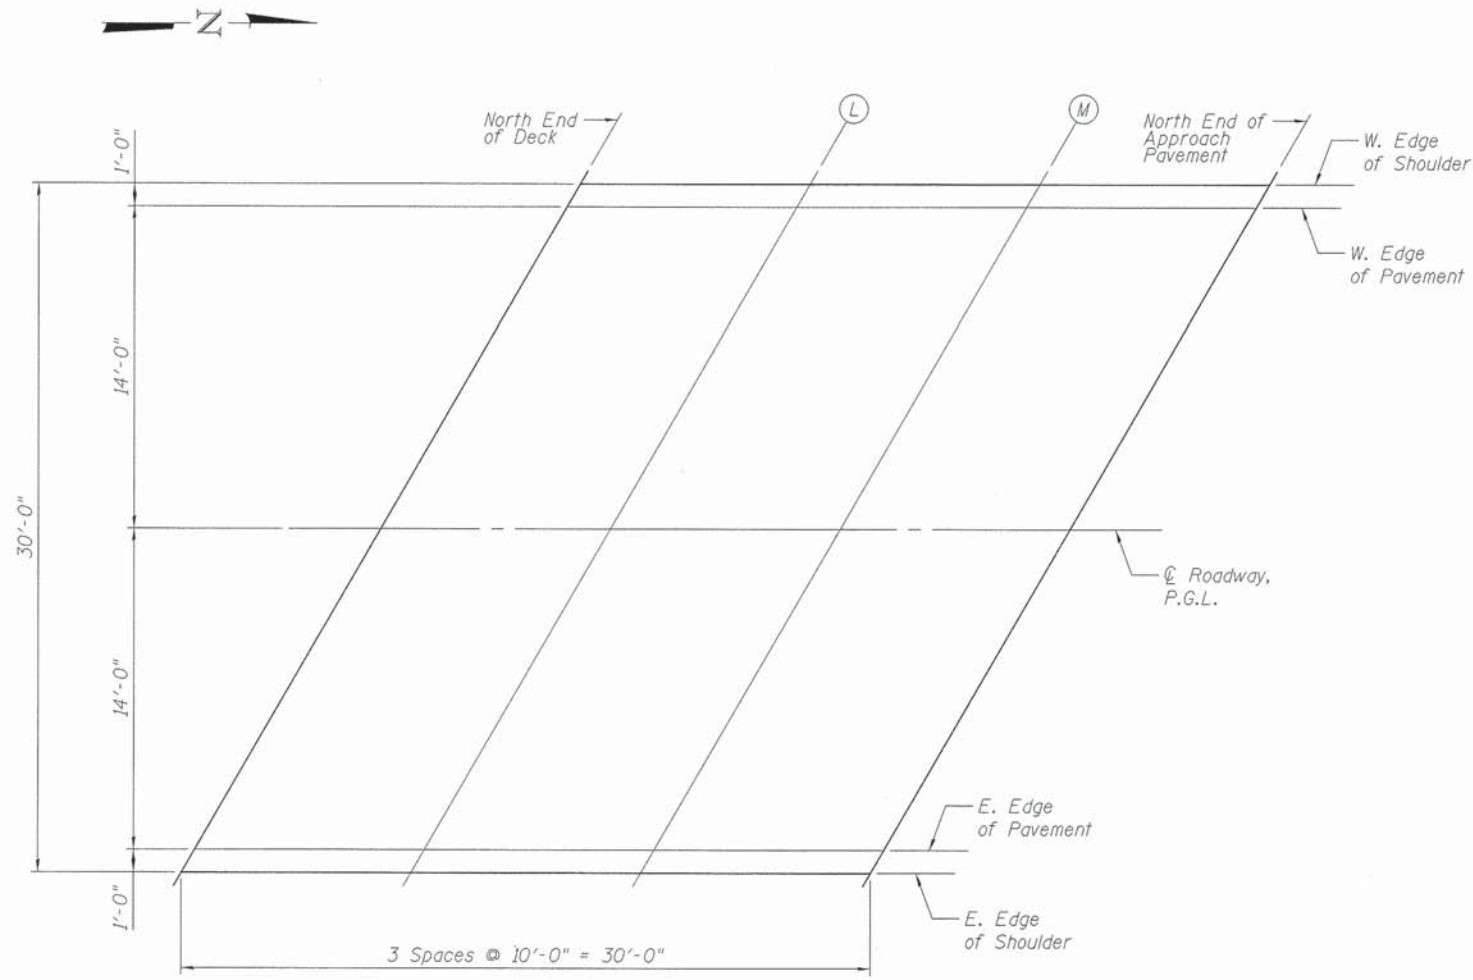 N
North End
of Deck
L
M
North End of
Approach
Pavement
W. Edge
of Shoulder
W. Edge
of Pavement
1'-0"
14'-0"
30'-0"
℄ Roadway,
P.G.L.
14'-0"
E. Edge
of Pavement
1'-0"
E. Edge
of Shoulder
3 Spaces @ 10'-0" = 30'-0"